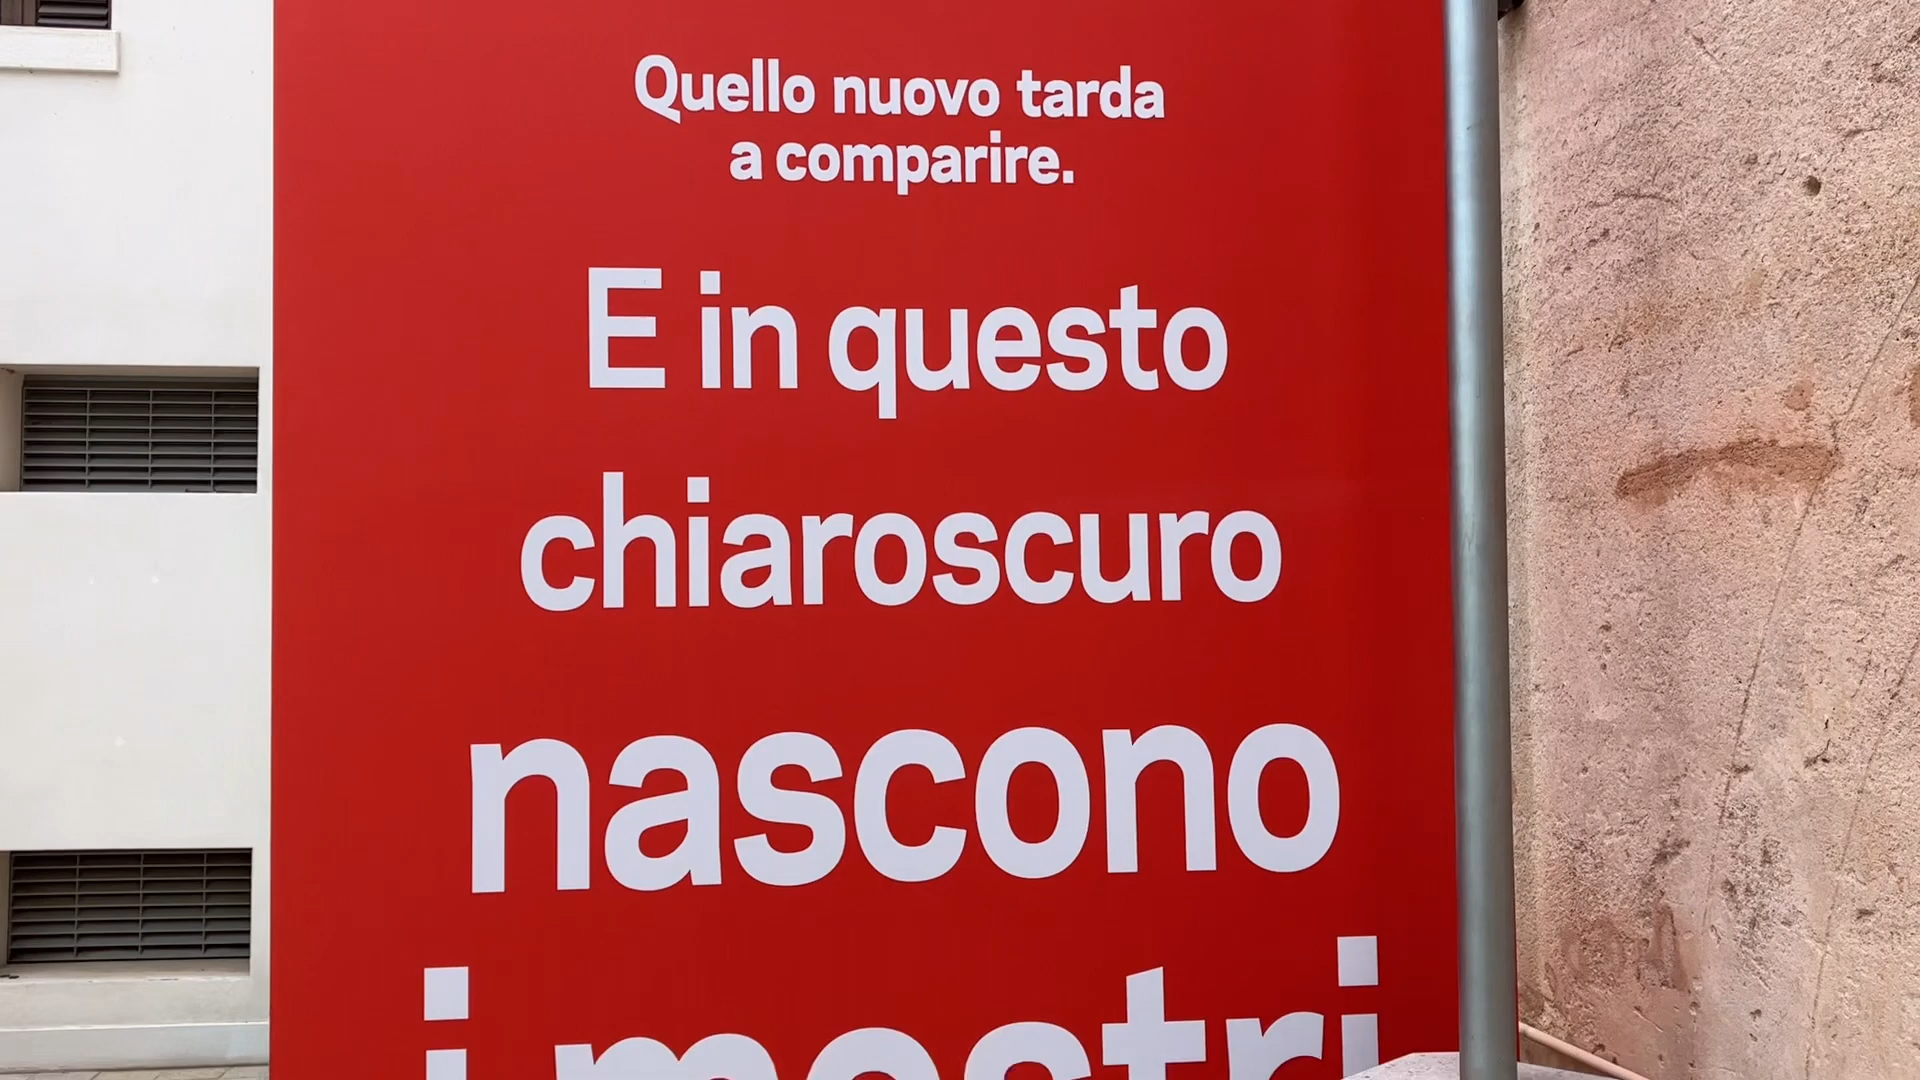 Quello nuovo tarda
a comparire.
E in questo
chiaroscuro
nascono
i mostri